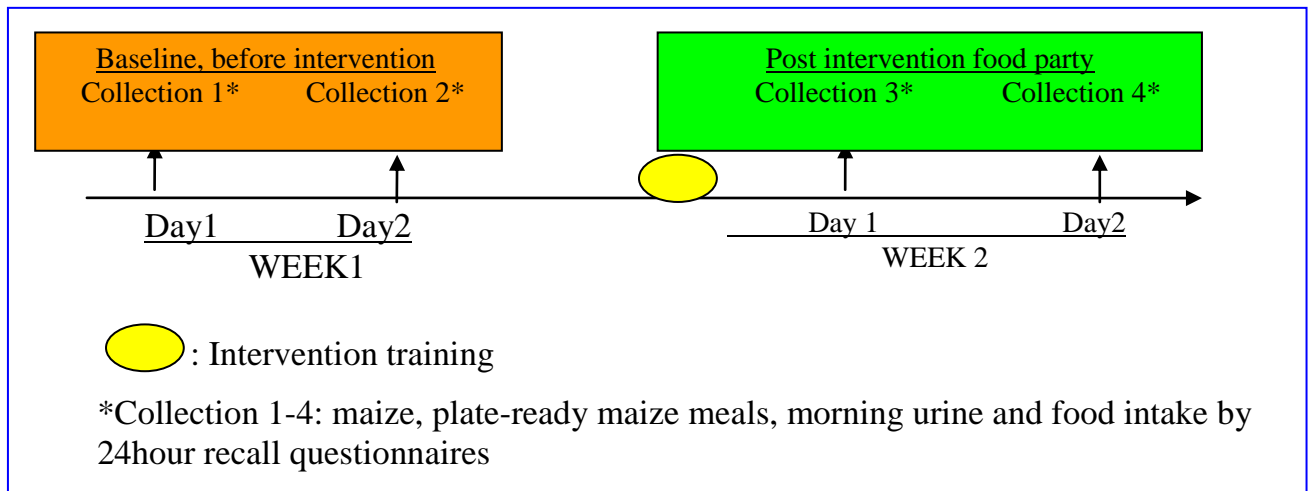 Baseline, before intervention
Collection 1* Collection 2*
Post intervention food party
Collection 3* Collection 4*
Day1 Day2
WEEK1
Day 1 Day2
WEEK 2
: Intervention training
*Collection 1-4: maize, plate-ready maize meals, morning urine and food intake by
24hour recall questionnaires